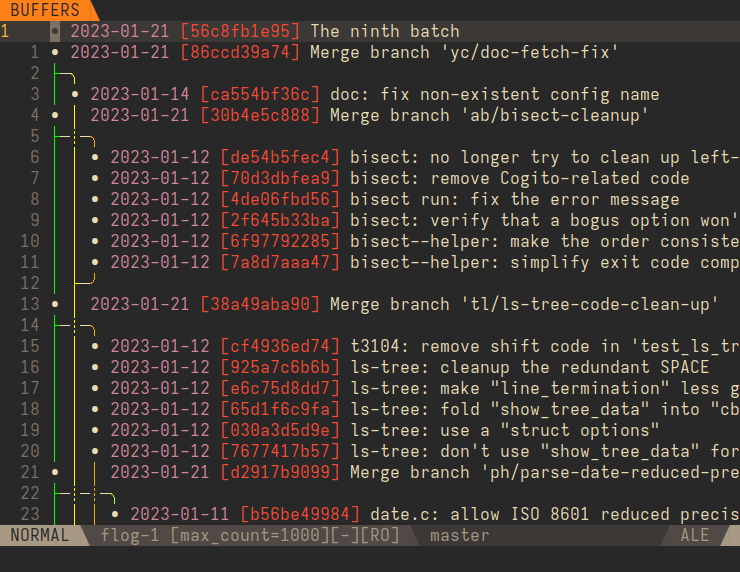 BUFFERS
1 • 2023-01-21 [56c8fb1e95] The ninth batch
1 • 2023-01-21 [86ccd39a74] Merge branch 'yc/doc-fetch-fix'
2
3 • 2023-01-14 [ca554bf36c] doc: fix non-existent config name
4 • 2023-01-21 [30b4e5c888] Merge branch 'ab/bisect-cleanup'
5
6 • 2023-01-12 [de54b5fec4] bisect: no longer try to clean up left-
7 • 2023-01-12 [70d3dbfea9] bisect: remove Cogito-related code
8 • 2023-01-12 [4de06fbd56] bisect run: fix the error message
9 • 2023-01-12 [2f645b33ba] bisect: verify that a bogus option won'
10 • 2023-01-12 [6f97792285] bisect--helper: make the order consiste
11 • 2023-01-12 [7a8d7aaa47] bisect--helper: simplify exit code comp
12
13 • 2023-01-21 [38a49aba90] Merge branch 'tl/ls-tree-code-clean-up'
14
15 • 2023-01-12 [cf4936ed74] t3104: remove shift code in 'test_ls_tr
16 • 2023-01-12 [925a7c6b6b] ls-tree: cleanup the redundant SPACE
17 • 2023-01-12 [e6c75d8dd7] ls-tree: make "line_termination" less g
18 • 2023-01-12 [65d1f6c9fa] ls-tree: fold "show_tree_data" into "cb
19 • 2023-01-12 [030a3d5d9e] ls-tree: use a "struct options"
20 • 2023-01-12 [7677417b57] ls-tree: don't use "show_tree_data" for
21 • 2023-01-21 [d2917b9099] Merge branch 'ph/parse-date-reduced-pre
22
23 • 2023-01-11 [b56be49984] date.c: allow ISO 8601 reduced precis
NORMAL flog-1 [max_count=1000][-][RO] master ALE